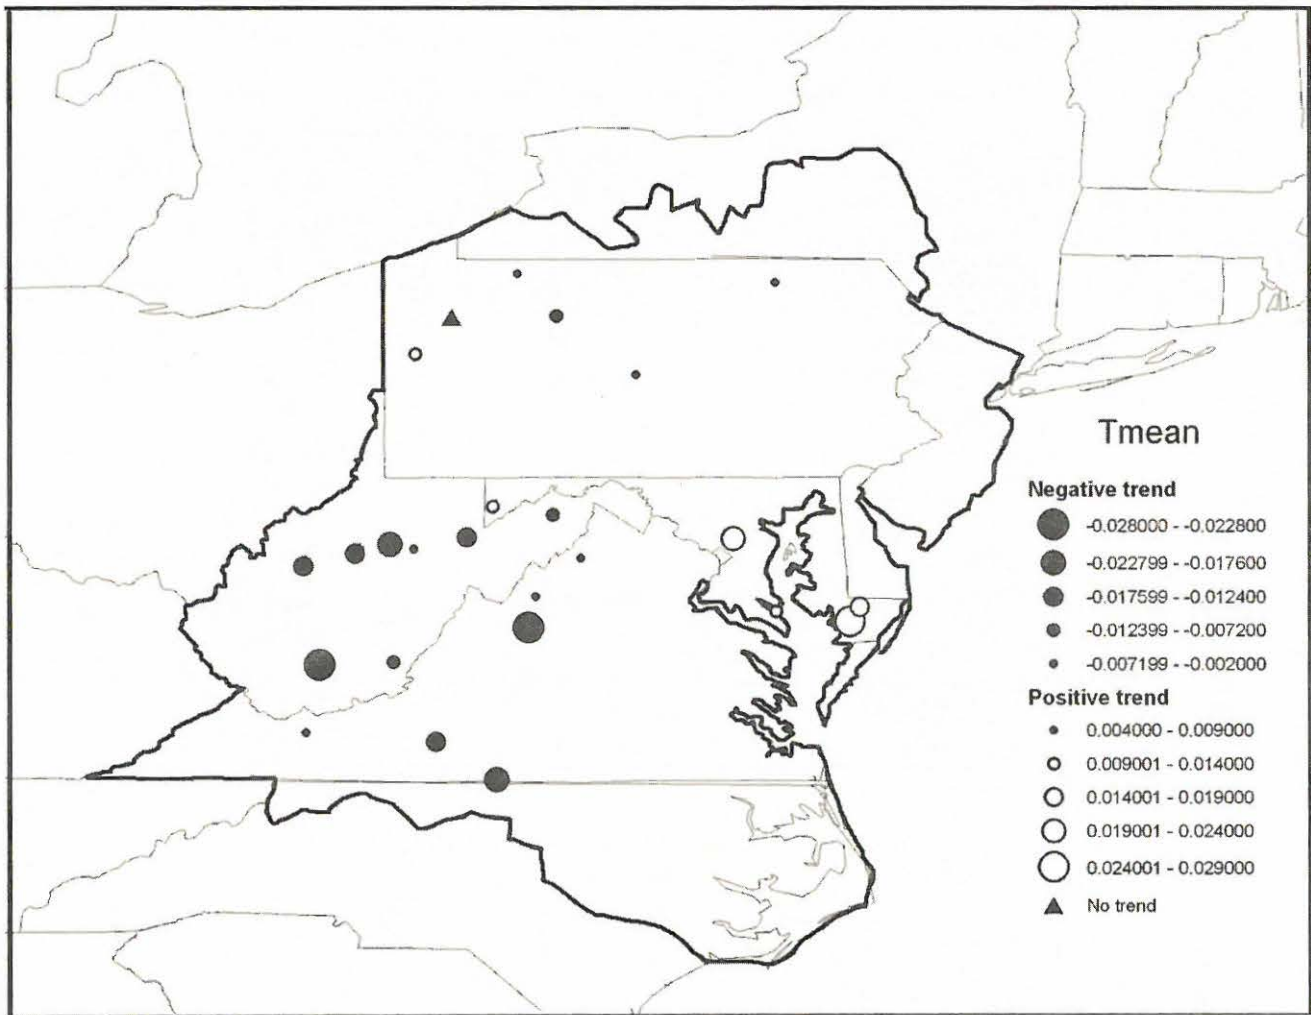 Tmean
Negative trend
-0.028000 - -0.022800
-0.022799 - -0.017600
-0.017599 - -0.012400
-0.012399 - -0.007200
-0.007199 - -0.002000
Positive trend
0.004000 - 0.009000
0.009001 - 0.014000
0.014001 - 0.019000
0.019001 - 0.024000
0.024001 - 0.029000
No trend